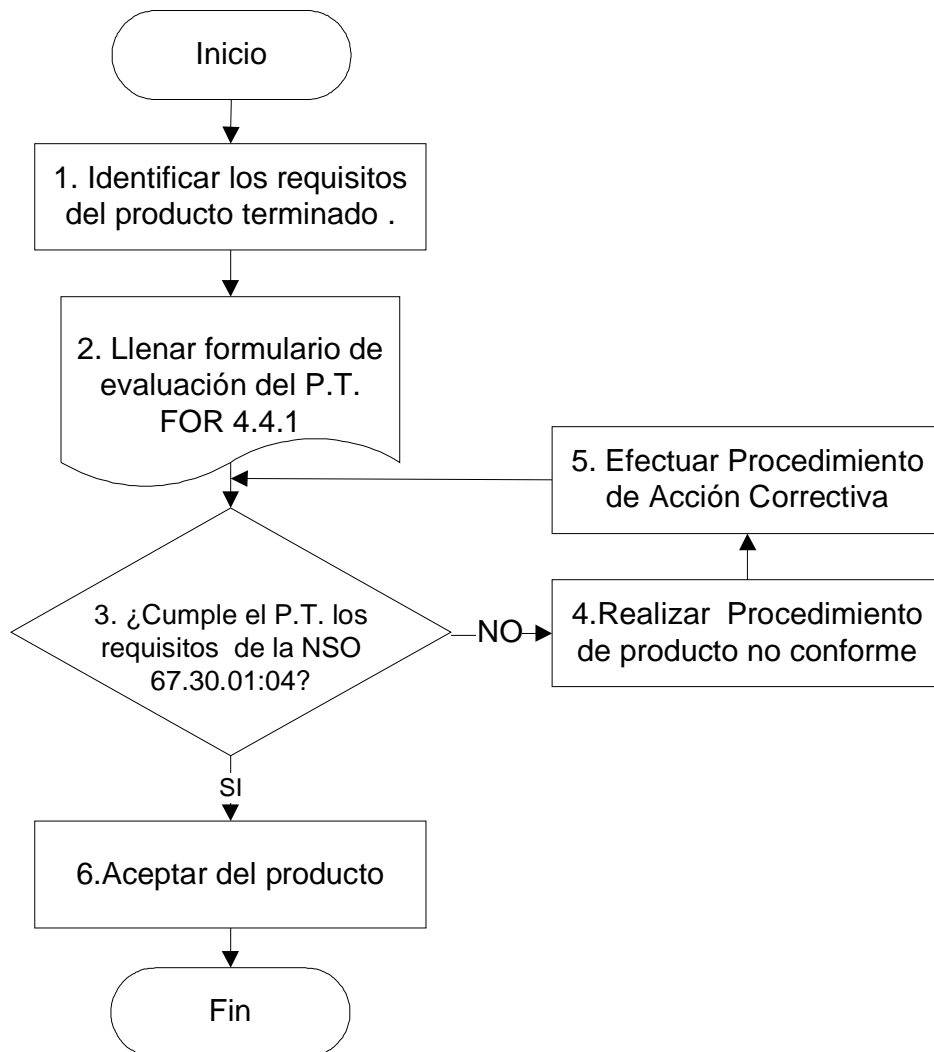 Inicio
1. Identificar los requisitos
del producto terminado .
2. Llenar formulario de
evaluación del P.T.
FOR 4.4.1
3. ¿Cumple el P.T. los
requisitos de la NSO
67.30.01:04?
NO
4.Realizar Procedimiento
de producto no conforme
5. Efectuar Procedimiento
de Acción Correctiva
SI
6.Aceptar del producto
Fin